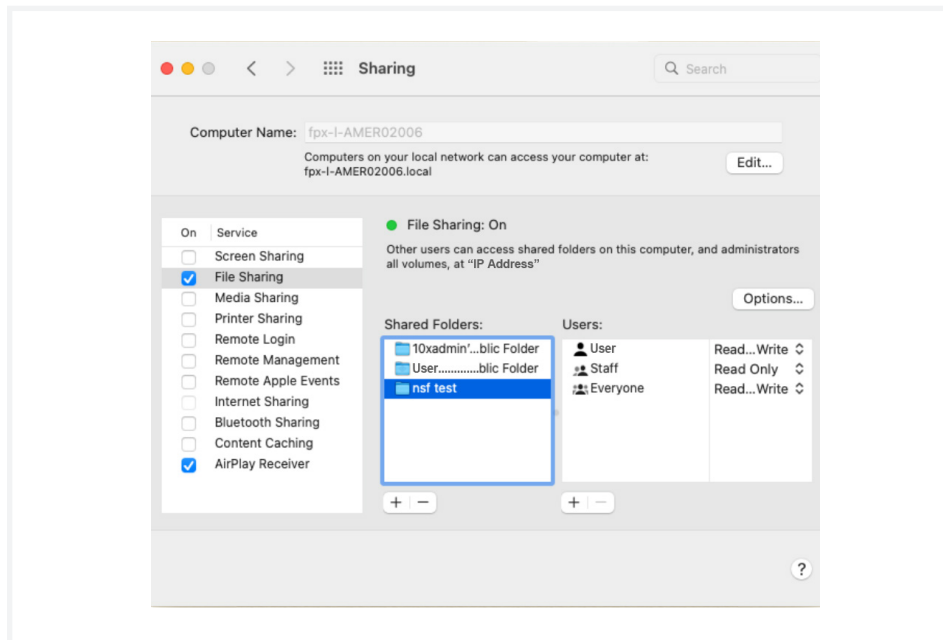 Sharing
Search
Computer Name: fpx-I-AMER02006
Computers on your local network can access your computer at:
fpx-I-AMER02006.local
Edit...
On Service
Screen Sharing
File Sharing
Media Sharing
Printer Sharing
Remote Login
Remote Management
Remote Apple Events
Internet Sharing
Bluetooth Sharing
Content Caching
AirPlay Receiver
File Sharing: On
Other users can access shared folders on this computer, and administrators
all volumes, at “IP Address”
Options...
Shared Folders:
10xadmin’...blic Folder
User.............blic Folder
nsf test
Users:
User Read...Write
Staff Read Only
Everyone Read...Write
+ −
+ −
?